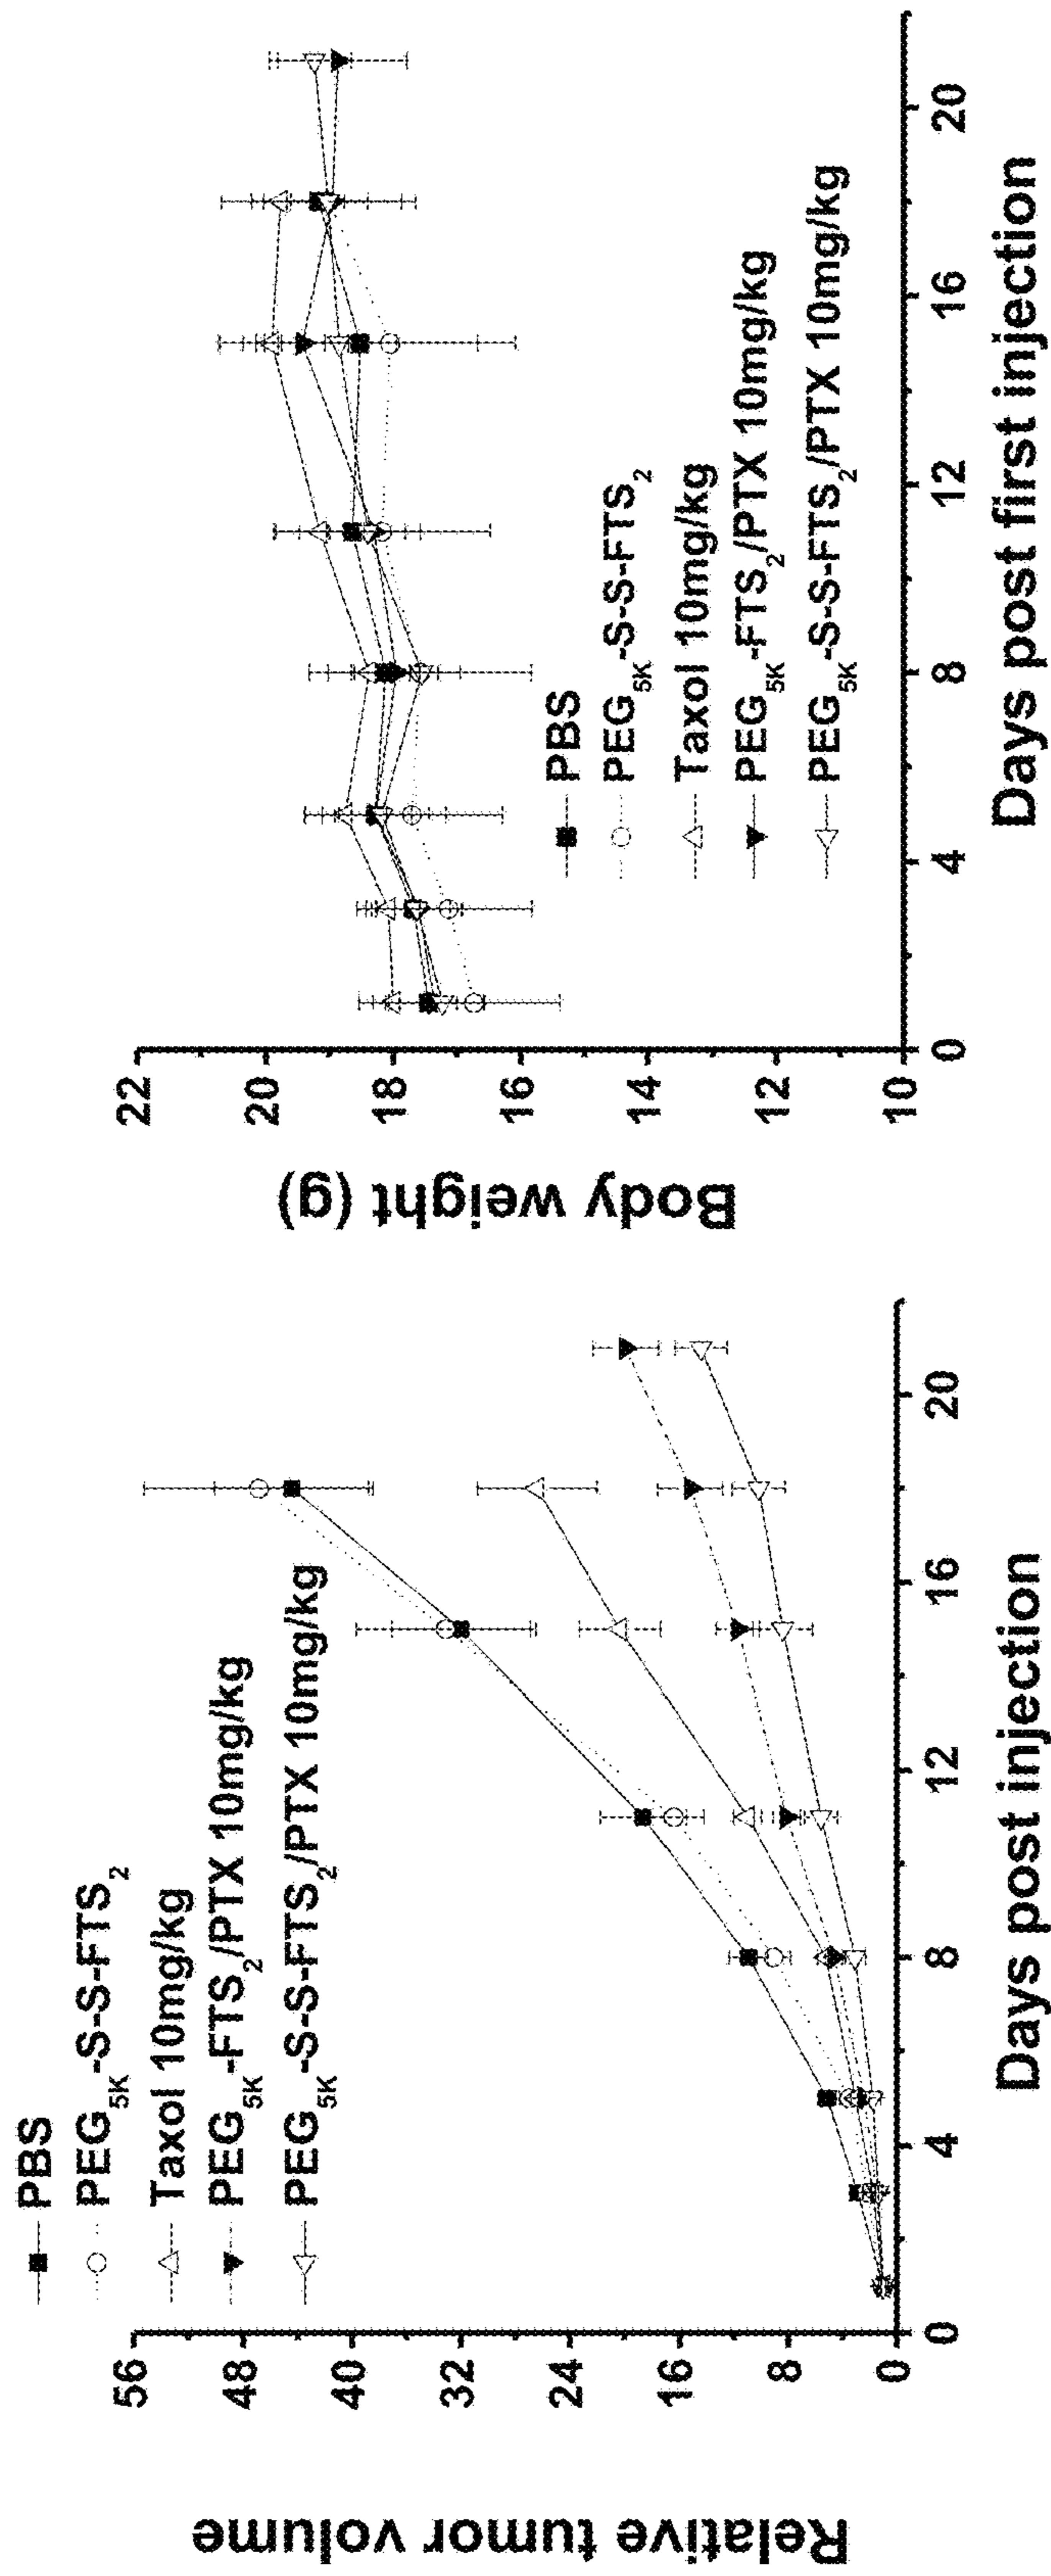 Relative tumor volume
56
48
40
32
24
16
8
0
0
4
8
12
16
20
Days post injection
PBS
PEG5K-S-S-FTS2
Taxol 10mg/kg
PEG5K-FTS2/PTX 10mg/kg
PEG5K-S-S-FTS2/PTX 10mg/kg
Body weight (g)
22
20
18
16
14
12
10
0
4
8
12
16
20
Days post first injection
PBS
PEG5K-S-S-FTS2
Taxol 10mg/kg
PEG5K-FTS2/PTX 10mg/kg
PEG5K-S-S-FTS2/PTX 10mg/kg